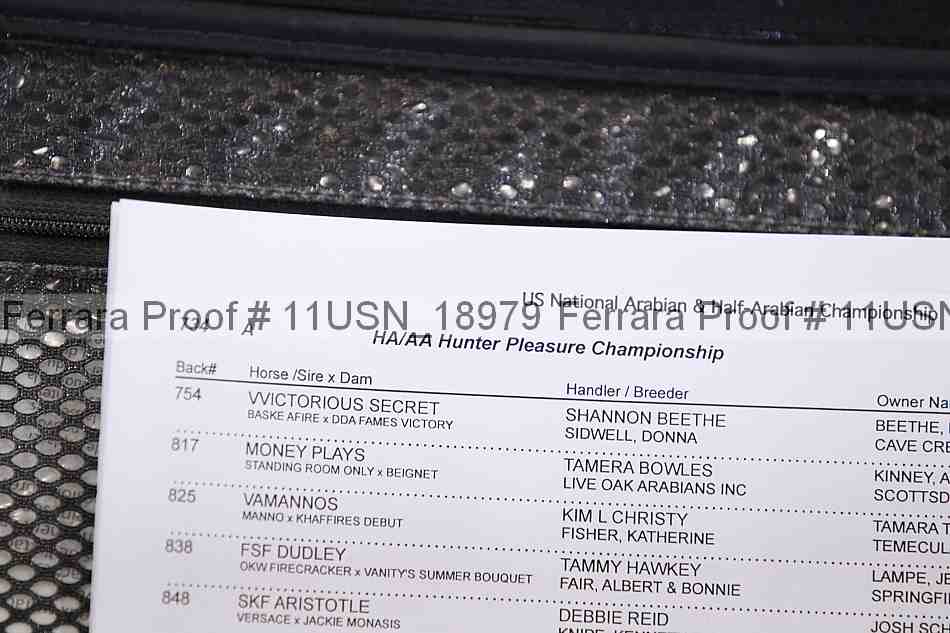 US National Arabian & Half-Arabian Championship
Ferrara Proof # 11USN_18979 Ferrara Proof # 11USN
734 A
HA/AA Hunter Pleasure Championship
Back# Horse /Sire x Dam Handler / Breeder Owner Na
754 VVICTORIOUS SECRET SHANNON BEETHE BEETHE,
BASKE AFIRE x DDA FAMES VICTORY SIDWELL, DONNA CAVE CRE
817 MONEY PLAYS TAMERA BOWLES KINNEY, A
STANDING ROOM ONLY x BEIGNET LIVE OAK ARABIANS INC SCOTTSD
825 VAMANNOS KIM L CHRISTY TAMARA T
MANNO x KHAFFIRES DEBUT FISHER, KATHERINE TEMECUL
838 FSF DUDLEY TAMMY HAWKEY LAMPE, JE
OKW FIRECRACKER x VANITY'S SUMMER BOUQUET FAIR, ALBERT & BONNIE SPRINGFI
848 SKF ARISTOTLE DEBBIE REID JOSH SCH
VERSACE x JACKIE MONASIS